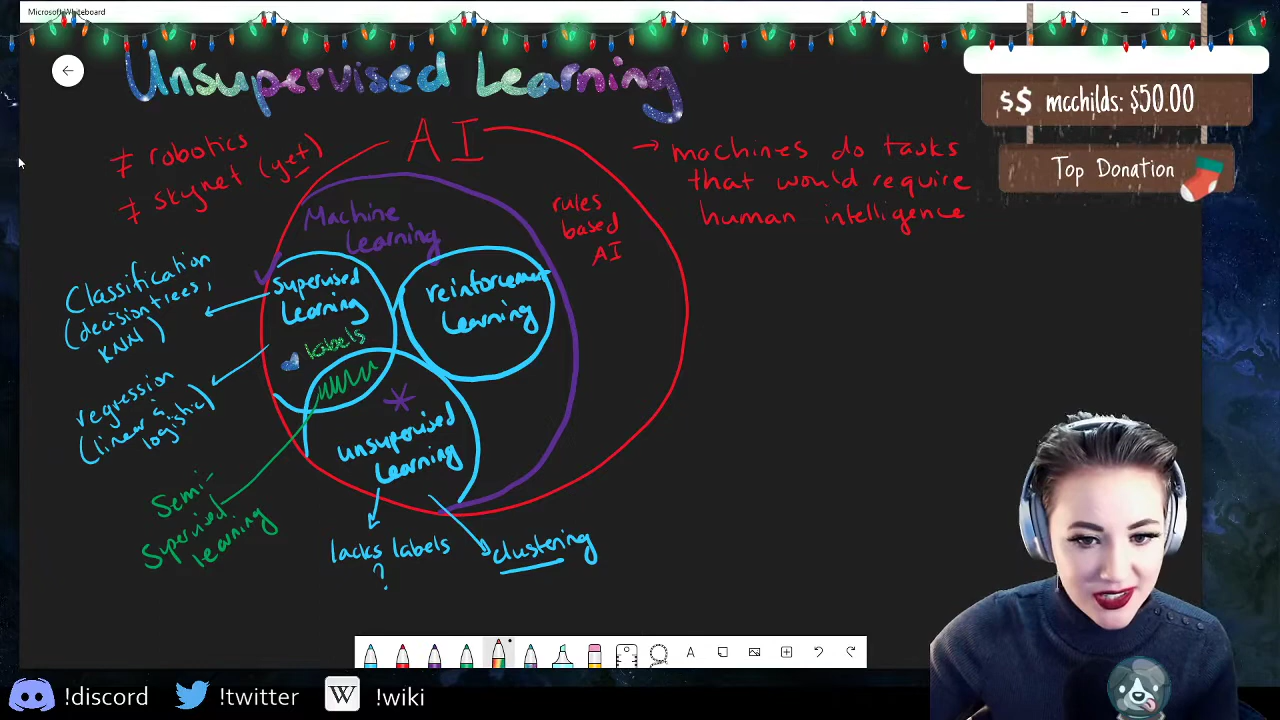 Microsoft Whiteboard
Unsupervised Learning
$$ mcchilds: $50.00
Top Donation
≠ robotics
≠ skynet (yet)
AI
→ machines do tasks
that would require
human intelligence
rules
based
AI
Machine
Learning
Supervised
Learning
labels
reinforcement
Learning
Classification
(decision trees,
KNN)
regression
(linear &
logistic)
unsupervised
Learning
Semi-
Supervised
learning
lacks labels
?
clustering
A
!discord
!twitter
W !wiki